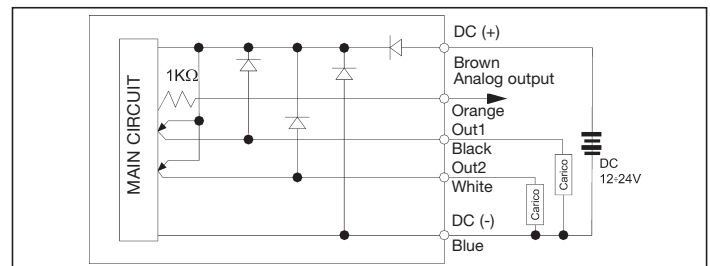 DC (+)
Brown
Analog output
1KΩ
MAIN CIRCUIT
Orange
Out1
Black
Out2
White
Carico
Carico
DC
12÷24V
DC (-)
Blue